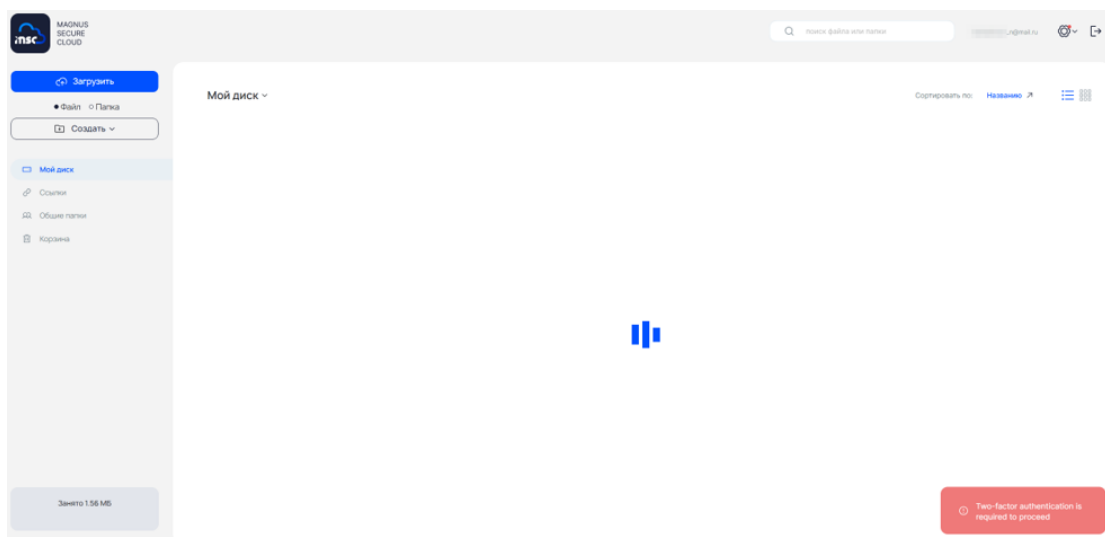 MAGNUS
SECURE
CLOUD
msc
поиск файла или папки
n@mail.ru
Загрузить
Файл Папка
Создать
Мой диск
Ссылки
Общие папки
Корзина
Мой диск
Сортировать по: Названию
Занято 1.56 МБ
Two-factor authentication is
required to proceed